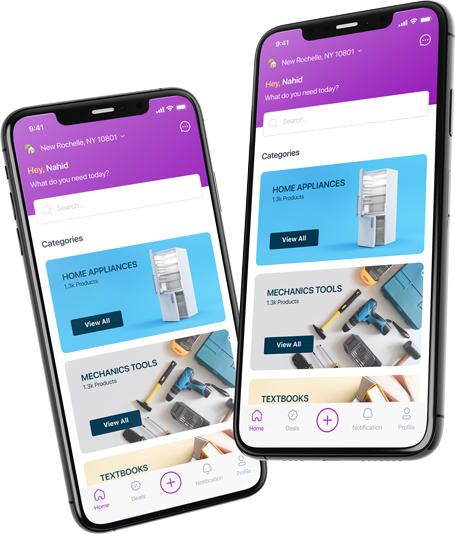 9:41
New Rochelle, NY 10801
Hey, Nahid
What do you need today?
Search...
Categories
HOME APPLIANCES
1.3k Products
View All
MECHANICS TOOLS
1.3k Products
View All
TEXTBOOKS
Home
Deals
Notification
Profile
9:41
New Rochelle, NY 10801
Hey, Nahid
What do you need today?
Search...
Categories
HOME APPLIANCES
1.3k Products
View All
MECHANICS TOOLS
1.3k Products
View All
TEXTBOOKS
Home
Deals
Notification
Profile